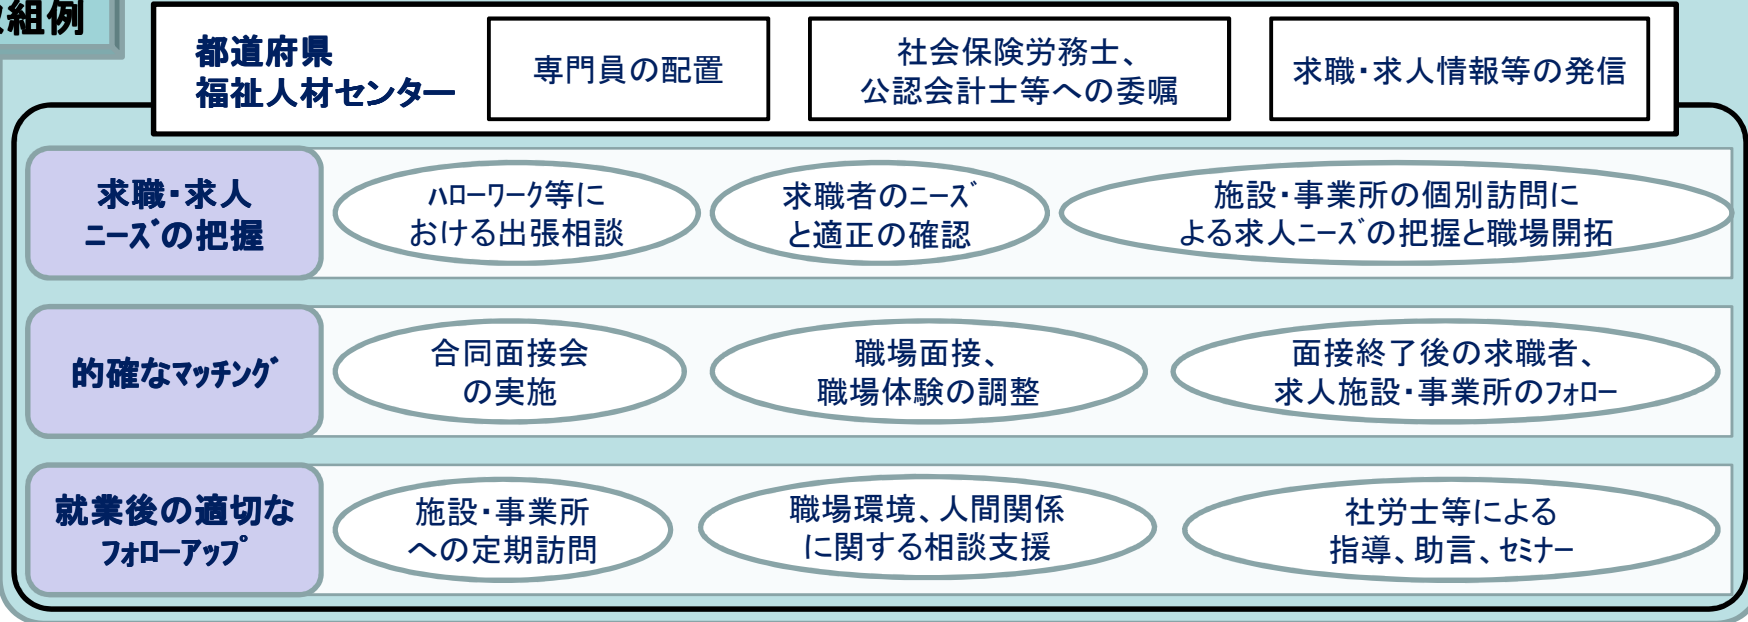 組例
都道府県
福祉人材センター
専門員の配置
社会保険労務士、
公認会計士等への委嘱
求職・求人情報等の発信
求職・求人
ニーズの把握
ハローワーク等に
おける出張相談
求職者のニーズ
と適正の確認
施設・事業所の個別訪問に
よる求人ニーズの把握と職場開拓
的確なマッチング
合同面接会
の実施
職場面接、
職場体験の調整
面接終了後の求職者、
求人施設・事業所のフォロー
就業後の適切な
フォローアップ
施設・事業所
への定期訪問
職場環境、人間関係
に関する相談支援
社労士等による
指導、助言、セミナー